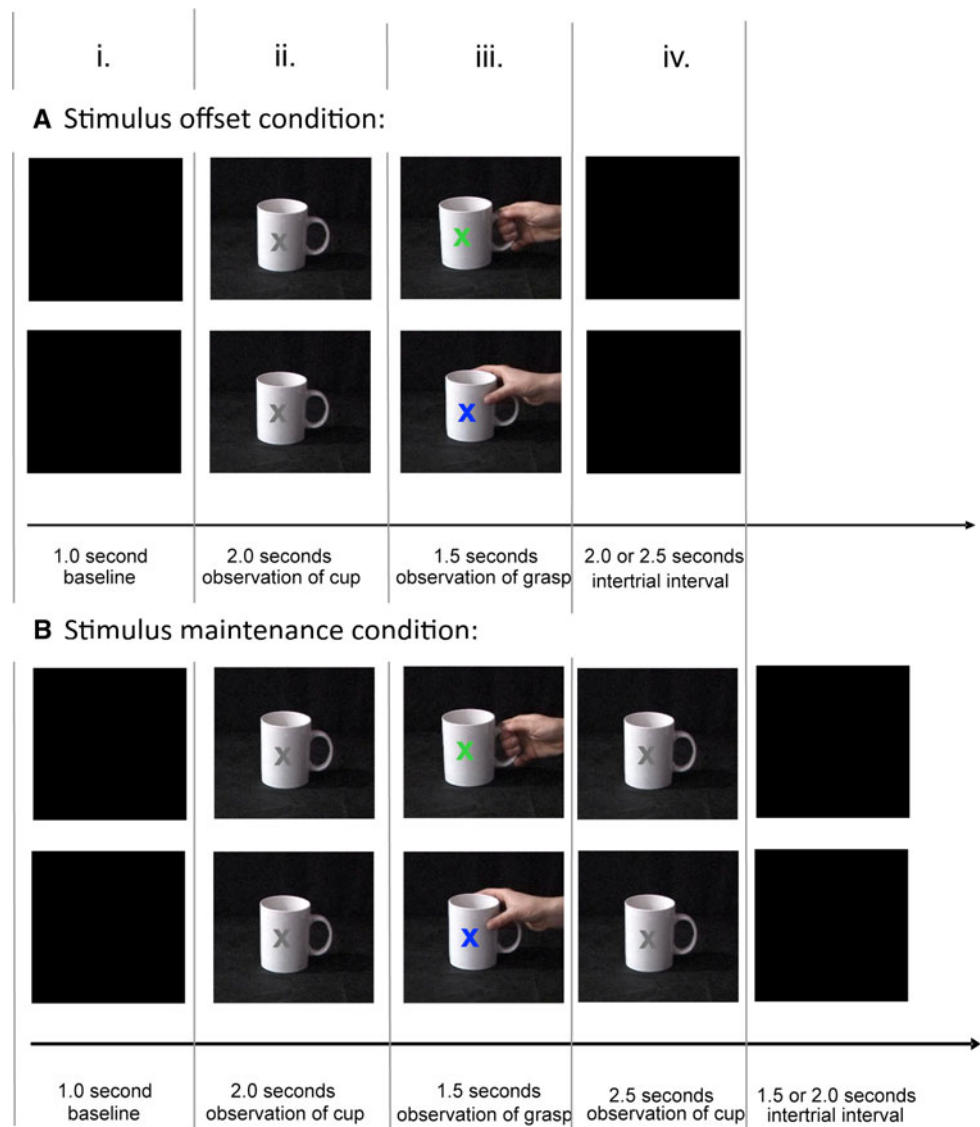 i. ii. iii. iv.
A Stimulus offset condition:
X X
X X
1.0 second 2.0 seconds 1.5 seconds 2.0 or 2.5 seconds
baseline observation of cup observation of grasp intertrial interval
B Stimulus maintenance condition:
X X X
X X X
1.0 second 2.0 seconds 1.5 seconds 2.5 seconds 1.5 or 2.0 seconds
baseline observation of cup observation of grasp observation of cup intertrial interval